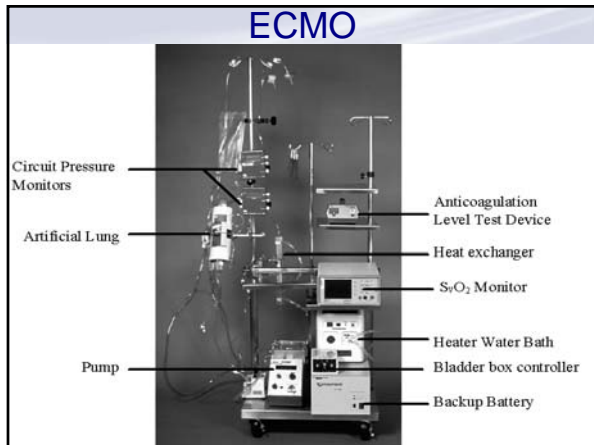 ECMO
Circuit Pressure
Monitors
Artificial Lung
Pump
Anticoagulation
Level Test Device
Heat exchanger
SvO₂ Monitor
Heater Water Bath
Bladder box controller
Backup Battery